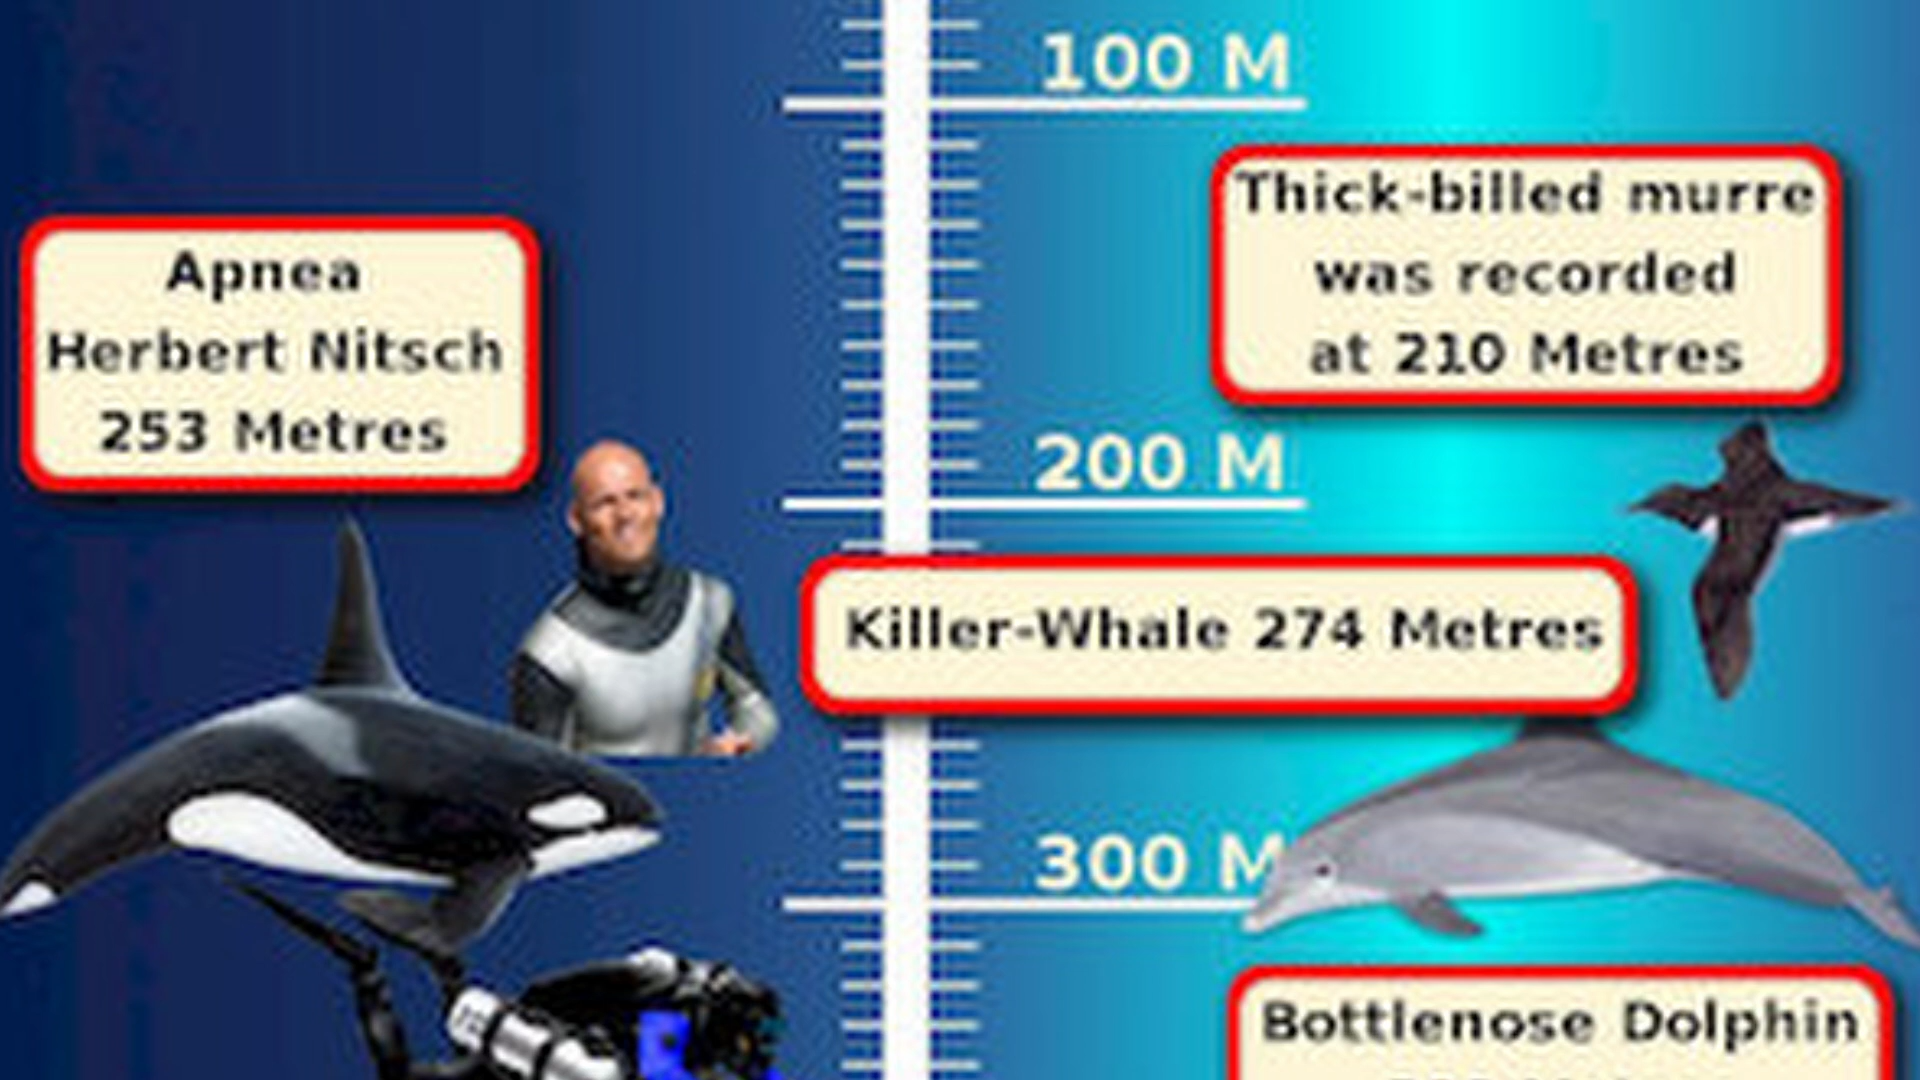 100 M
Thick-billed murre
was recorded
at 210 Metres
Apnea
Herbert Nitsch
253 Metres
200 M
Killer-Whale 274 Metres
300 M
Bottlenose Dolphin